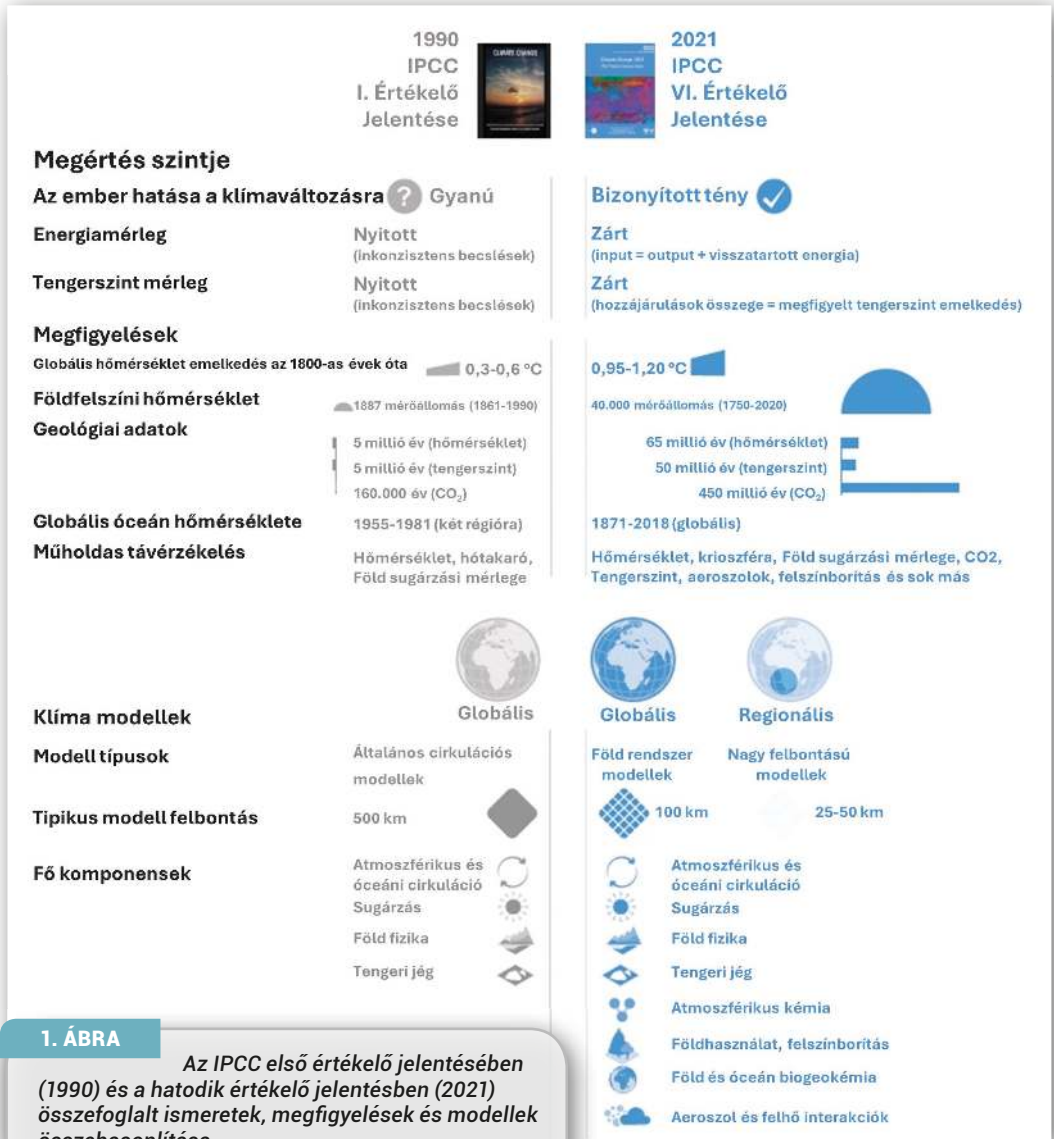 1990
IPCC
I. Értékelő
Jelentése
CLIMATE CHANGE
2021
IPCC
VI. Értékelő
Jelentése
Megértés szintje
Az ember hatása a klímaváltozásra ? Gyanú
Bizonyított tény
Energiamérleg
Nyitott
(inkonzisztens becslések)
Zárt
(input = output + visszatartott energia)
Tengerszint mérleg
Nyitott
(inkonzisztens becslések)
Zárt
(hozzájárulások összege = megfigyelt tengerszint emelkedés)
Megfigyelések
Globális hőmérséklet emelkedés az 1800-as évek óta
0,3-0,6 °C
0,95-1,20 °C
Földfelszíni hőmérséklet
1887 mérőállomás (1861-1990)
40.000 mérőállomás (1750-2020)
Geológiai adatok
5 millió év (hőmérséklet)
5 millió év (tengerszint)
160.000 év (CO₂)
65 millió év (hőmérséklet)
50 millió év (tengerszint)
450 millió év (CO₂)
Globális óceán hőmérséklete
1955-1981 (két régióra)
1871-2018 (globális)
Műholdas távérzékelés
Hőmérséklet, hótakaró,
Föld sugárzási mérlege
Hőmérséklet, krioszféra, Föld sugárzási mérlege, CO2,
Tengerszint, aeroszolok, felszínborítás és sok más
Klíma modellek
Globális
Globális
Regionális
Modell típusok
Általános cirkulációs
modellek
Föld rendszer
modellek
Nagy felbontású
modellek
Tipikus modell felbontás
500 km
100 km
25-50 km
Fő komponensek
Atmoszférikus és
óceáni cirkuláció
Sugárzás
Föld fizika
Tengeri jég
Atmoszférikus és
óceáni cirkuláció
Sugárzás
Föld fizika
Tengeri jég
Atmoszférikus kémia
Földhasználat, felszínborítás
Föld és óceán biogeokémia
Aeroszol és felhő interakciók
1. ÁBRA
Az IPCC első értékelő jelentésében
(1990) és a hatodik értékelő jelentésben (2021)
összefoglalt ismeretek, megfigyelések és modellek